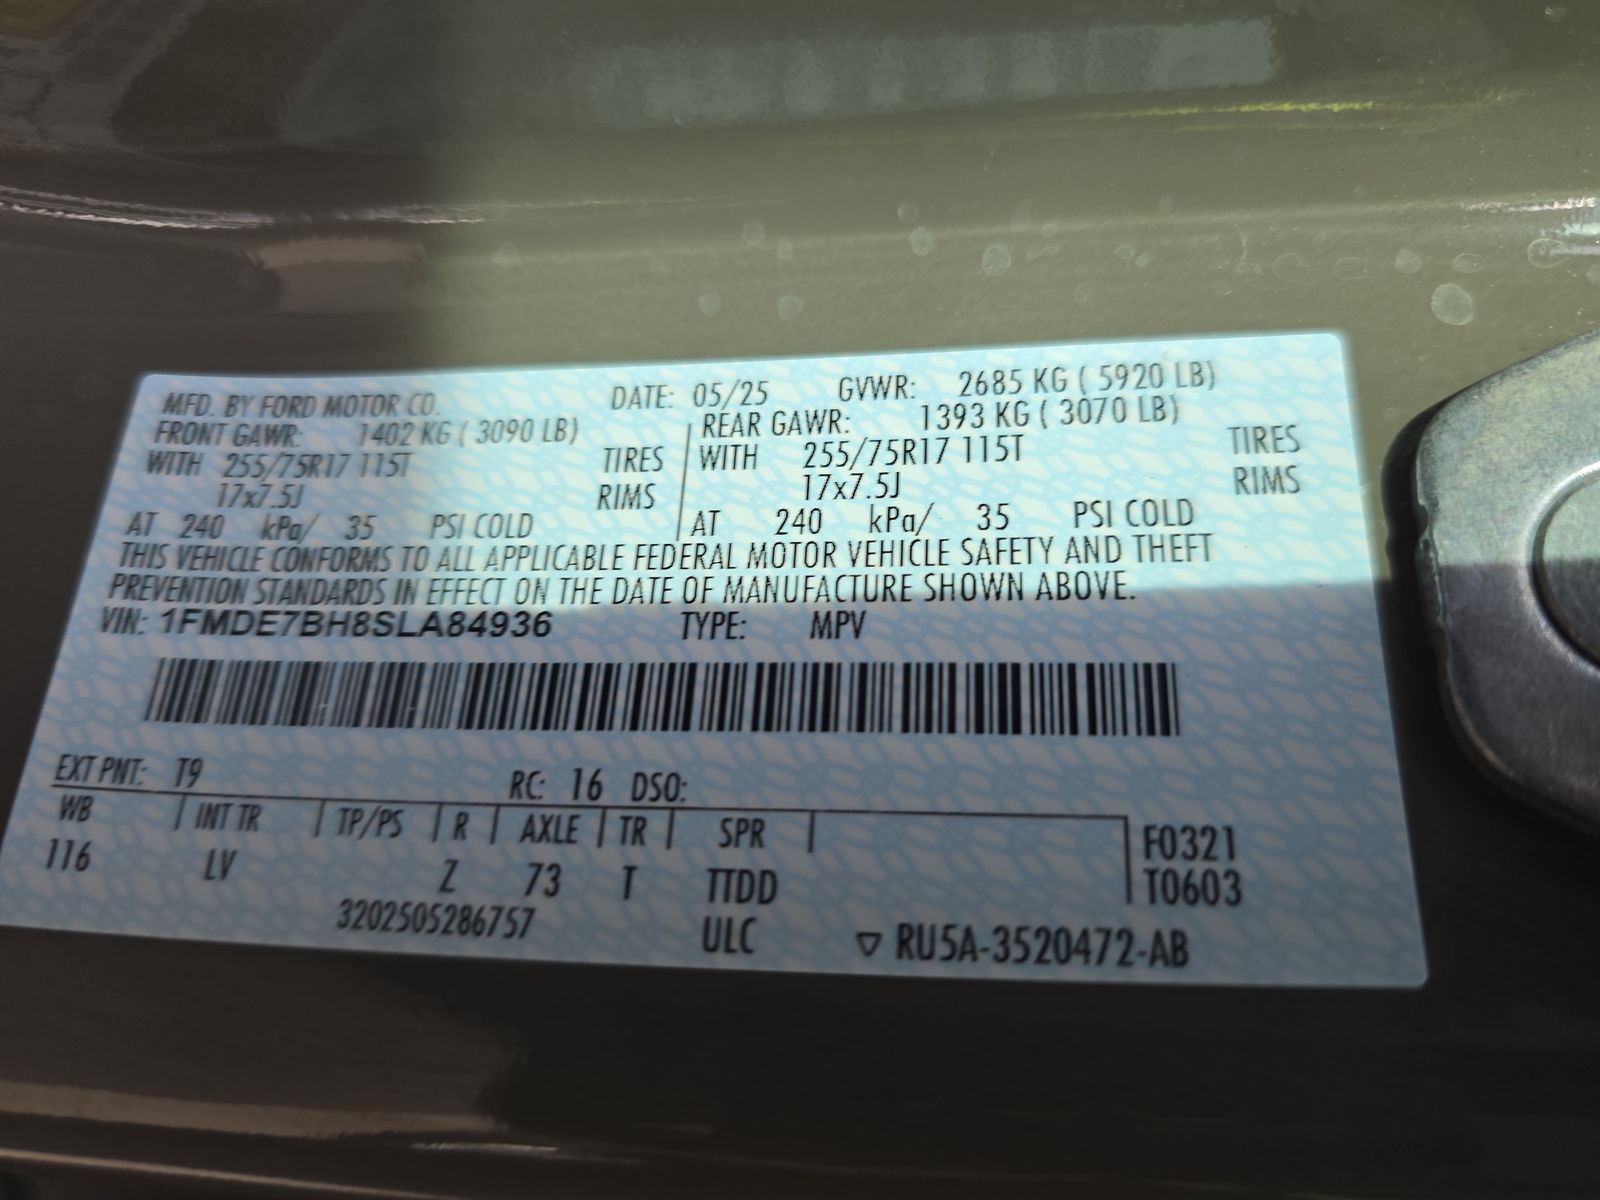 MFD. BY FORD MOTOR CO. DATE: 05/25 GVWR: 2685 KG ( 5920 LB)
FRONT GAWR: 1402 KG ( 3090 LB) REAR GAWR: 1393 KG ( 3070 LB)
WITH 255/75R17 115T TIRES WITH 255/75R17 115T TIRES
17x7.5J RIMS 17x7.5J RIMS
AT 240 kPa/ 35 PSI COLD AT 240 kPa/ 35 PSI COLD
THIS VEHICLE CONFORMS TO ALL APPLICABLE FEDERAL MOTOR VEHICLE SAFETY AND THEFT
PREVENTION STANDARDS IN EFFECT ON THE DATE OF MANUFACTURE SHOWN ABOVE.
VIN: 1FMDE7BH8SLA84936 TYPE: MPV
EXT PNT: T9 RC: 16 DSO:
WB INT TR TP/PS R AXLE TR SPR F0321
116 LV Z 73 T TTDD T0603
3202505286757 ULC ▽ RU5A-3520472-AB